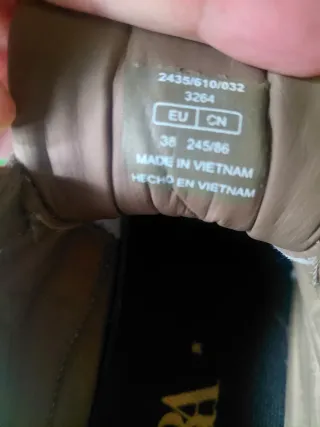 2435/610/032
3264
EU CN
38 245/86
MADE IN VIETNAM
HECHO EN VIETNAM